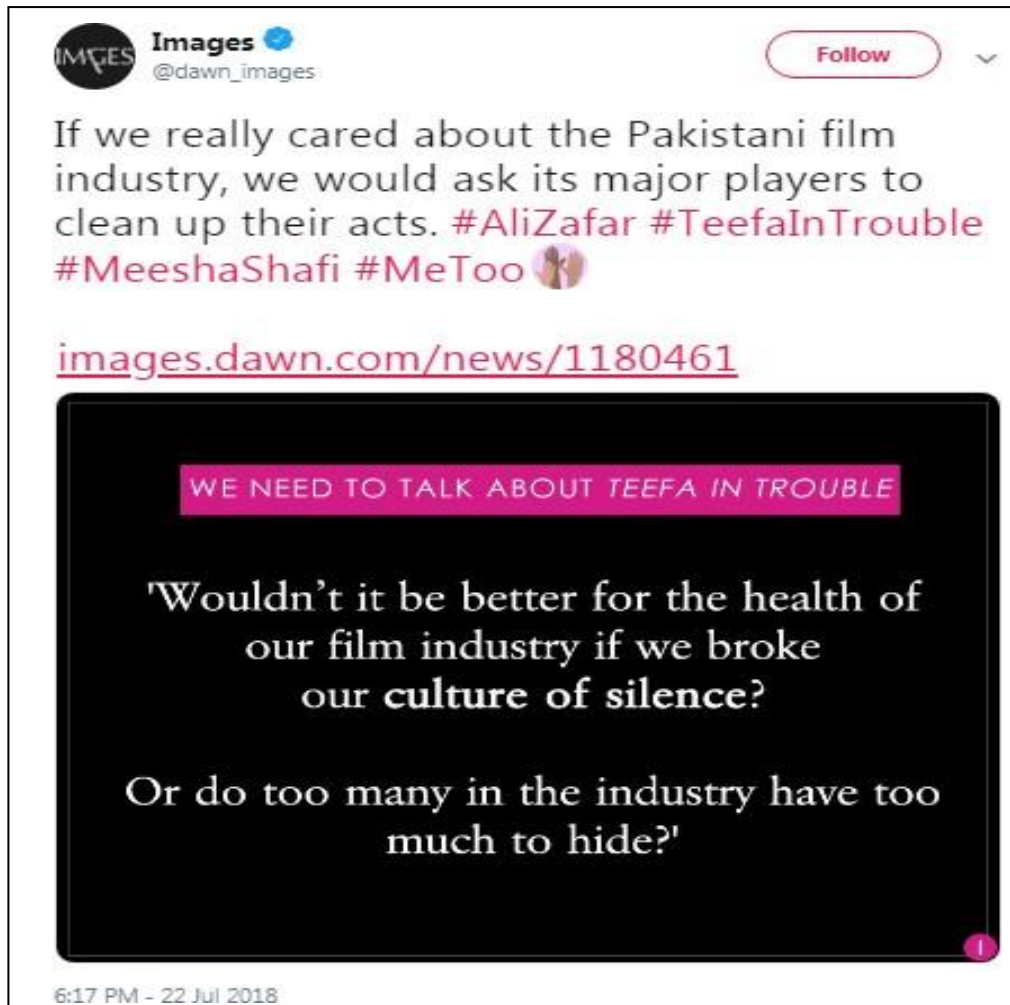 IMAGES
Images
@dawn_images
Follow
If we really cared about the Pakistani film
industry, we would ask its major players to
clean up their acts. #AliZafar #TeefaInTrouble
#MeeshaShafi #MeToo
images.dawn.com/news/1180461
WE NEED TO TALK ABOUT TEEFA IN TROUBLE
'Wouldn't it be better for the health of
our film industry if we broke
our culture of silence?
Or do too many in the industry have too
much to hide?'
I
6:17 PM - 22 Jul 2018